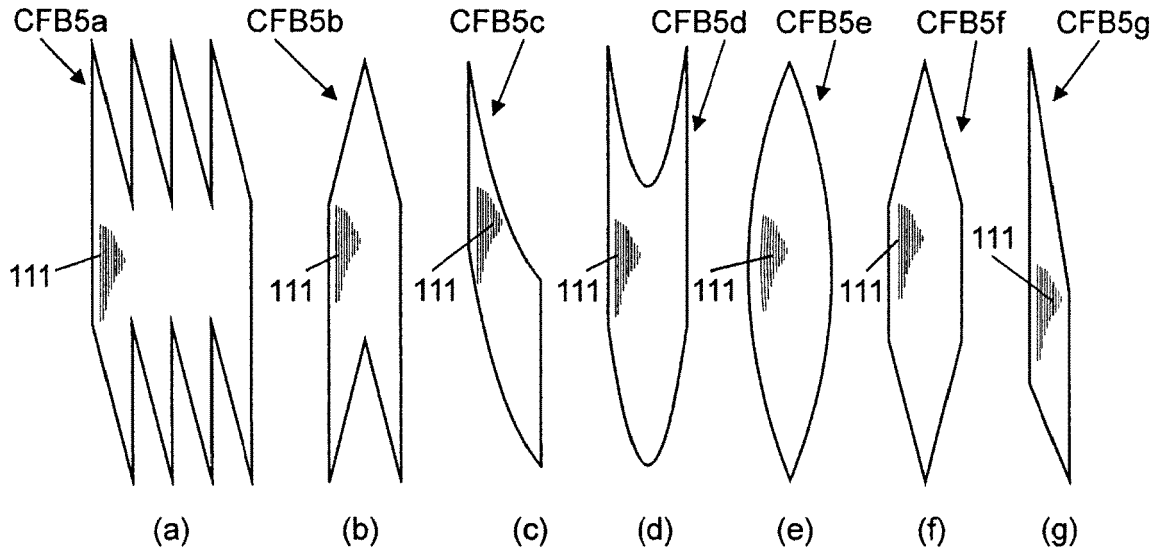 CFB5a CFB5b CFB5c CFB5d CFB5e CFB5f CFB5g
111
111 111 111 111 111 111
(a) (b) (c) (d) (e) (f) (g)